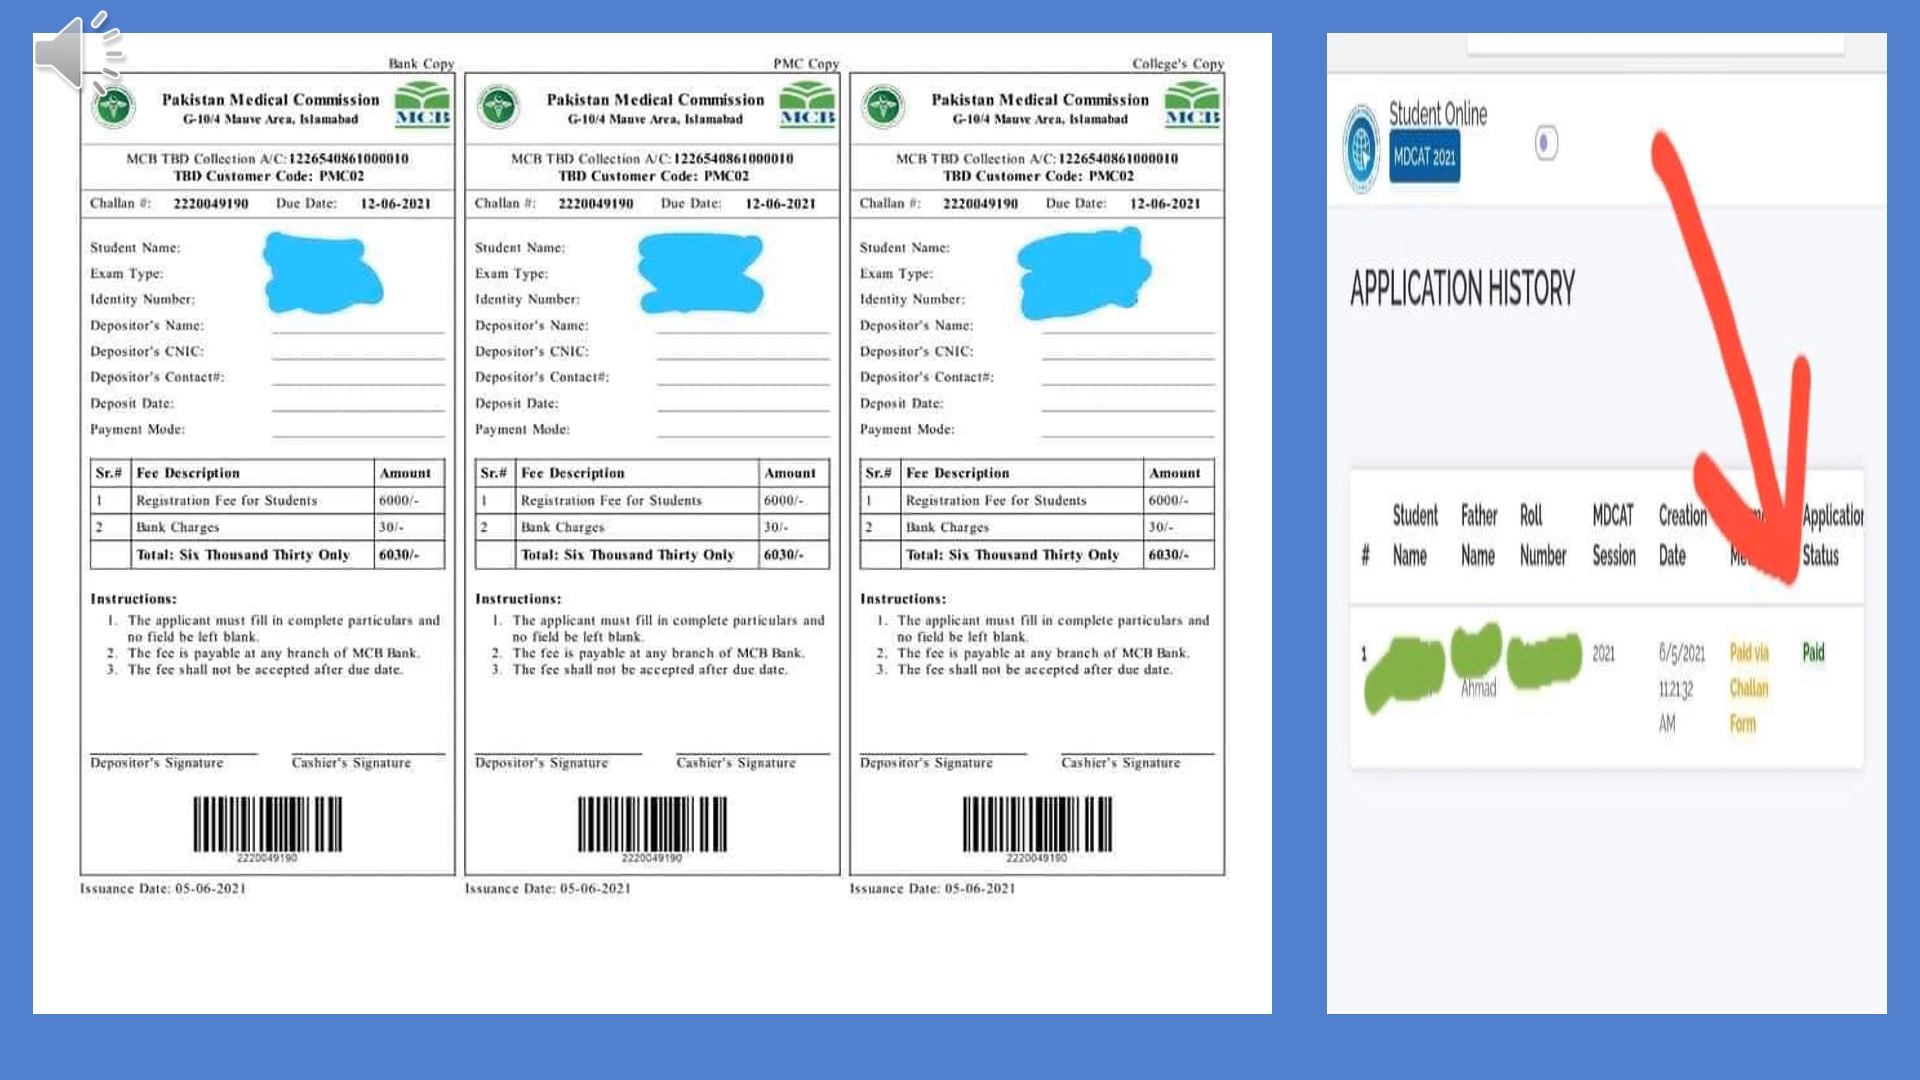 Bank Copy
Pakistan Medical Commission
G-10/4 Mauve Area, Islamabad
MCB
MCB TBD Collection A/C: 1226540861000010
TBD Customer Code: PMC02
Challan #: 2220049190 Due Date: 12-06-2021
Student Name:
Exam Type:
Identity Number:
Depositor's Name:
Depositor's CNIC:
Depositor's Contact#:
Deposit Date:
Payment Mode:
Sr.# Fee Description Amount
1 Registration Fee for Students 6000/-
2 Bank Charges 30/-
Total: Six Thousand Thirty Only 6030/-
Instructions:
1. The applicant must fill in complete particulars and
no field be left blank.
2. The fee is payable at any branch of MCB Bank.
3. The fee shall not be accepted after due date.
Depositor's Signature Cashier's Signature
2220049190
Issuance Date: 05-06-2021
PMC Copy
Pakistan Medical Commission
G-10/4 Mauve Area, Islamabad
MCB
MCB TBD Collection A/C: 1226540861000010
TBD Customer Code: PMC02
Challan #: 2220049190 Due Date: 12-06-2021
Student Name:
Exam Type:
Identity Number:
Depositor's Name:
Depositor's CNIC:
Depositor's Contact#:
Deposit Date:
Payment Mode:
Sr.# Fee Description Amount
1 Registration Fee for Students 6000/-
2 Bank Charges 30/-
Total: Six Thousand Thirty Only 6030/-
Instructions:
1. The applicant must fill in complete particulars and
no field be left blank.
2. The fee is payable at any branch of MCB Bank.
3. The fee shall not be accepted after due date.
Depositor's Signature Cashier's Signature
2220049190
Issuance Date: 05-06-2021
College's Copy
Pakistan Medical Commission
G-10/4 Mauve Area, Islamabad
MCB
MCB TBD Collection A/C: 1226540861000010
TBD Customer Code: PMC02
Challan #: 2220049190 Due Date: 12-06-2021
Student Name:
Exam Type:
Identity Number:
Depositor's Name:
Depositor's CNIC:
Depositor's Contact#:
Deposit Date:
Payment Mode:
Sr.# Fee Description Amount
1 Registration Fee for Students 6000/-
2 Bank Charges 30/-
Total: Six Thousand Thirty Only 6030/-
Instructions:
1. The applicant must fill in complete particulars and
no field be left blank.
2. The fee is payable at any branch of MCB Bank.
3. The fee shall not be accepted after due date.
Depositor's Signature Cashier's Signature
2220049190
Issuance Date: 05-06-2021
Student Online
MDCAT 2021
APPLICATION HISTORY
Student Father Roll MDCAT Creation Application
# Name Name Number Session Date Status
1 2021 6/5/2021 Paid via Paid
Ahmad 11:21:32 Challan
AM Form